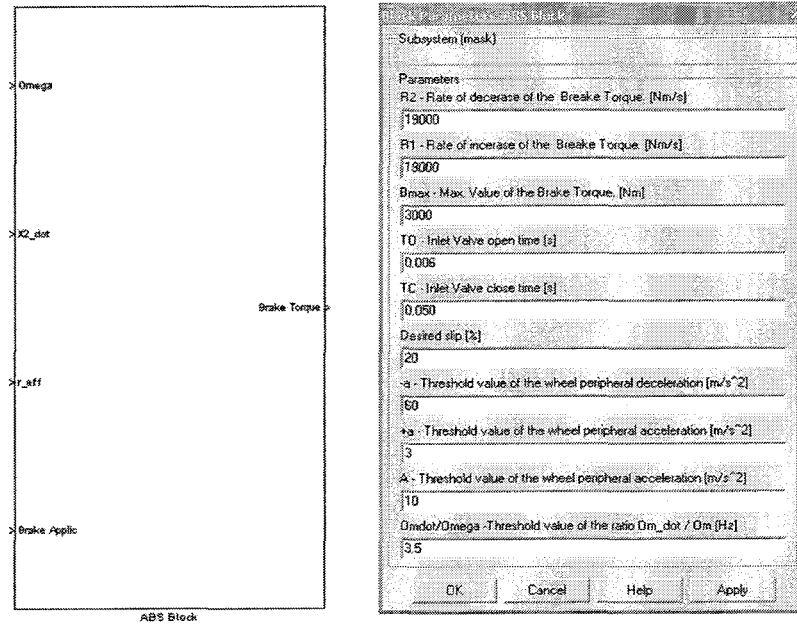 Omega
X2_dot
r_eff
Brake Applic
Brake Torque
ABS Block
Block Parameters: ABS Block
Subsystem (mask)
Parameters
R2 - Rate of decerase of the Breake Torque. [Nm/s]
19000
R1 - Rate of incerase of the Breake Torque. [Nm/s]
19000
Bmax - Max. Value of the Brake Torque. [Nm]
3000
TO - Inlet Valve open time [s]
0.006
TC - Inlet Valve close time [s]
0.050
Desired slip [%]
20
-a - Threshold value of the wheel peripheral deceleration [m/s^2]
60
+a - Threshold value of the wheel peripheral acceleration [m/s^2]
3
A - Threshold value of the wheel peripheral acceleration [m/s^2]
10
Omdot/Omega -Threshold value of the ratio Om_dot / Om [Hz]
3.5
OK
Cancel
Help
Apply